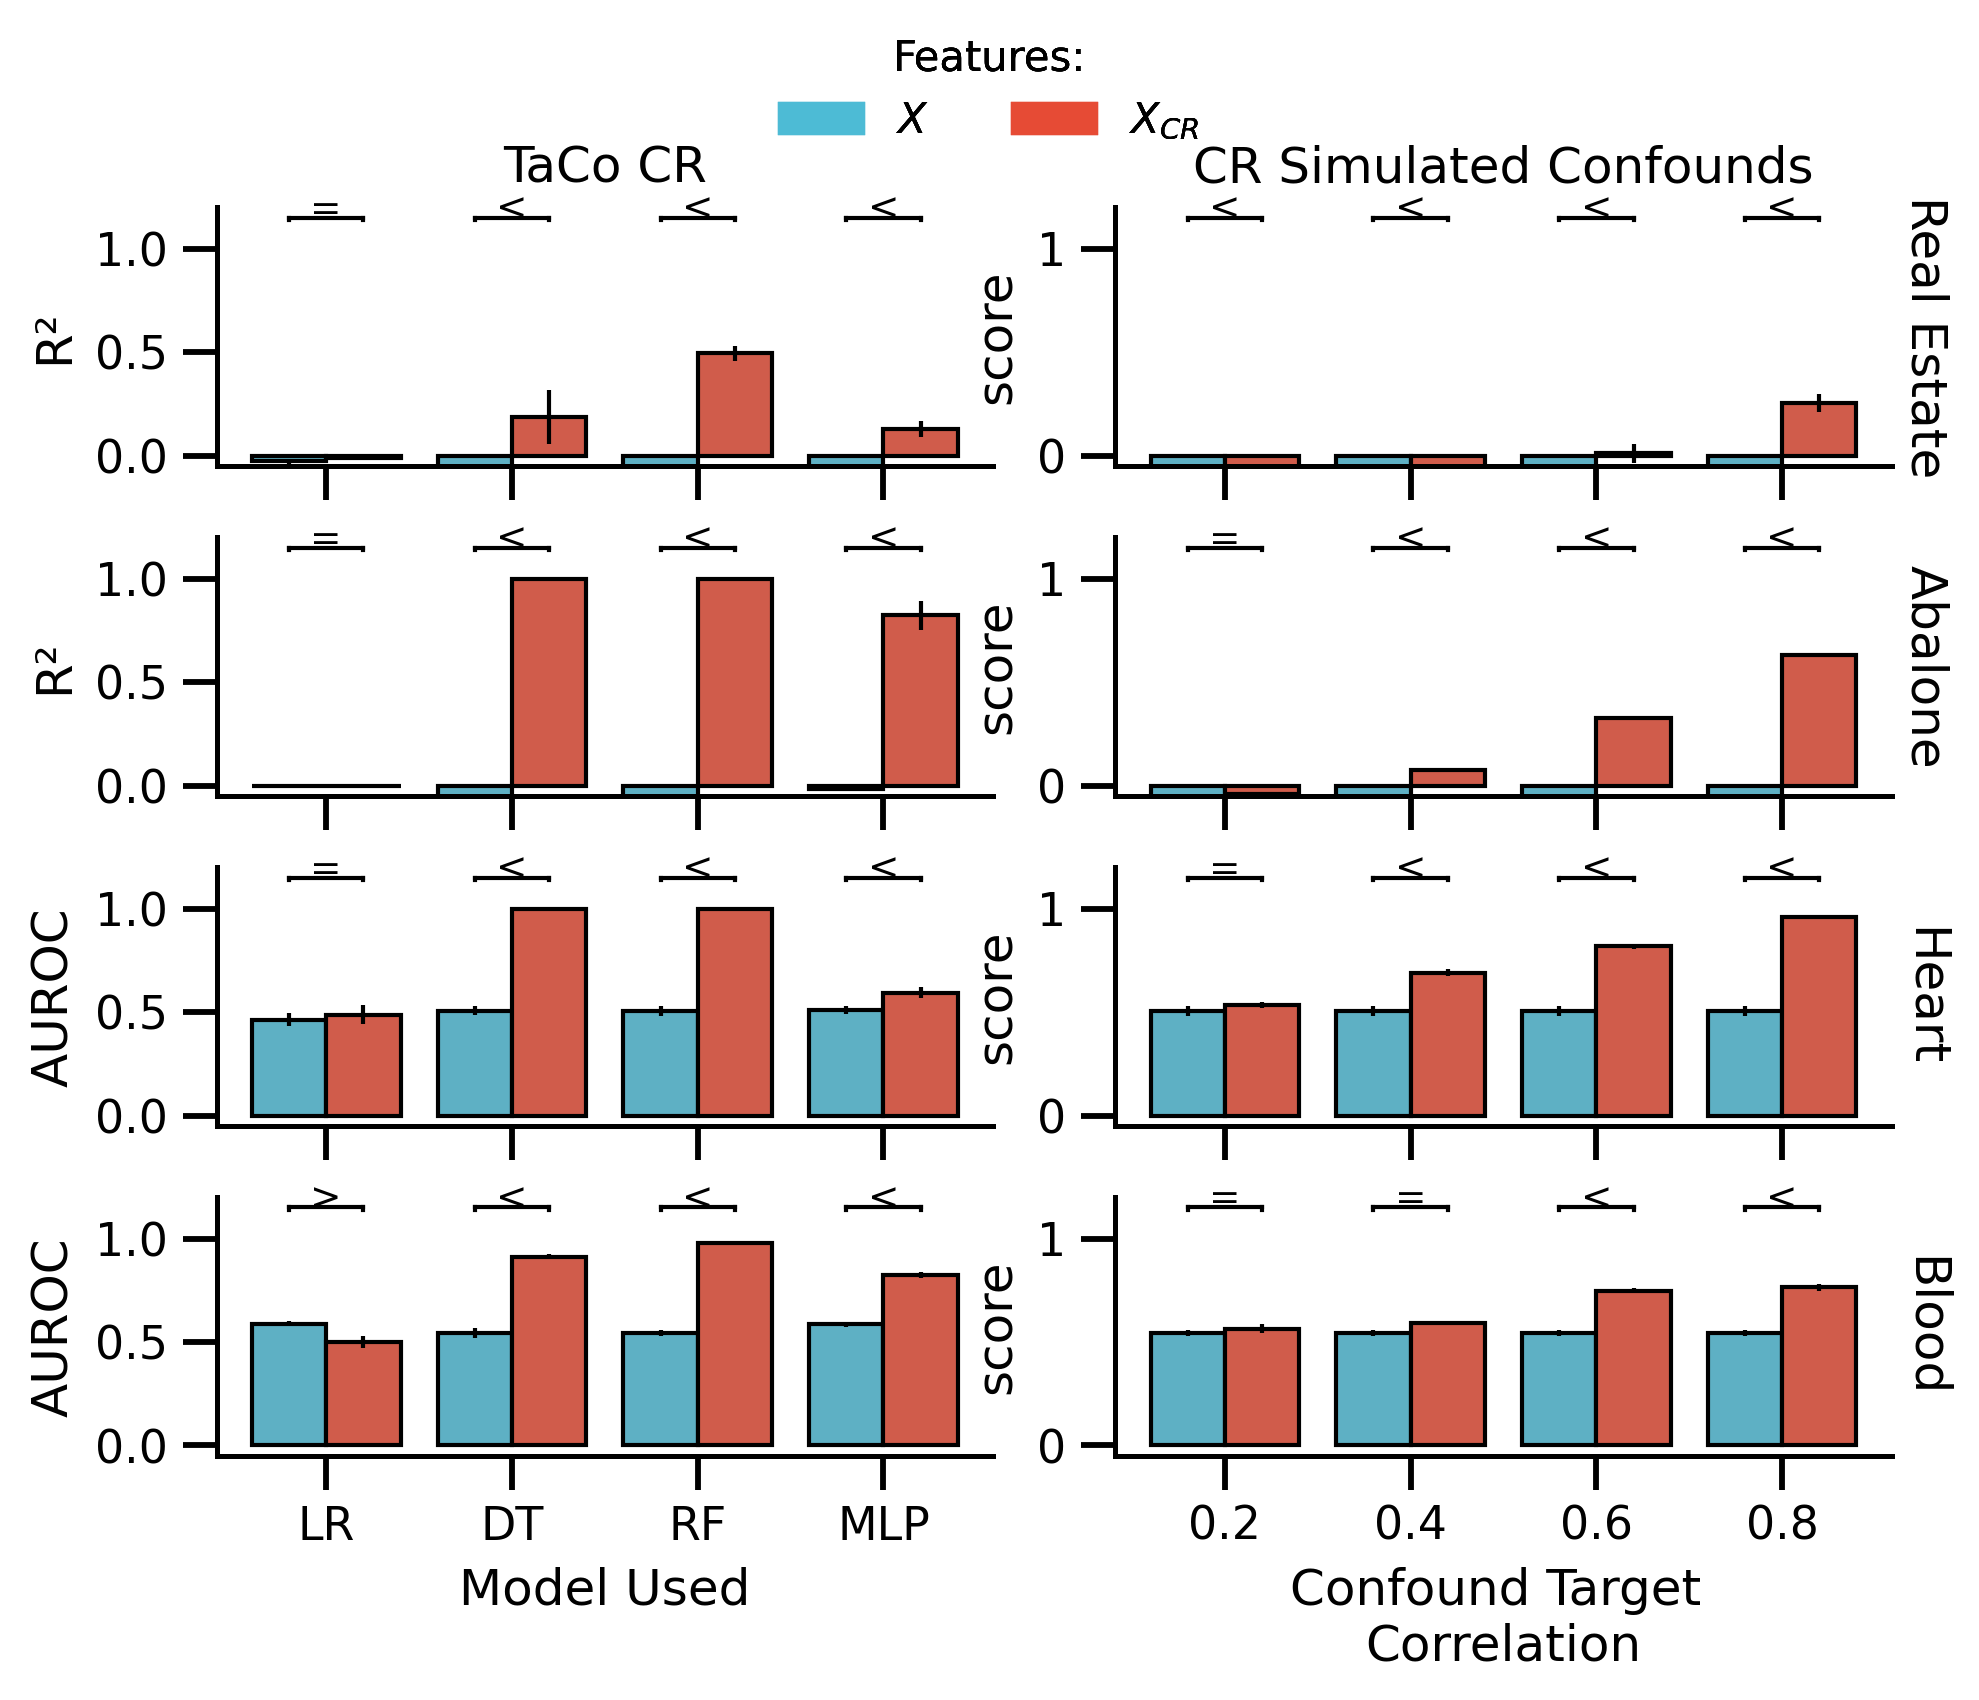 Features:
X X_CR
TaCo CR CR Simulated Confounds
= < < < < < < <
1.0 1
R² 0.5 score Real Estate
0.0 0
= < < < = < < <
1.0 1
R² 0.5 score Abalone
0.0 0
= < < < = < < <
1.0 1
AUROC 0.5 score Heart
0.0 0
> < < < = = < <
1.0 1
AUROC 0.5 score Blood
0.0 0
LR DT RF MLP 0.2 0.4 0.6 0.8
Model Used Confound Target
Correlation